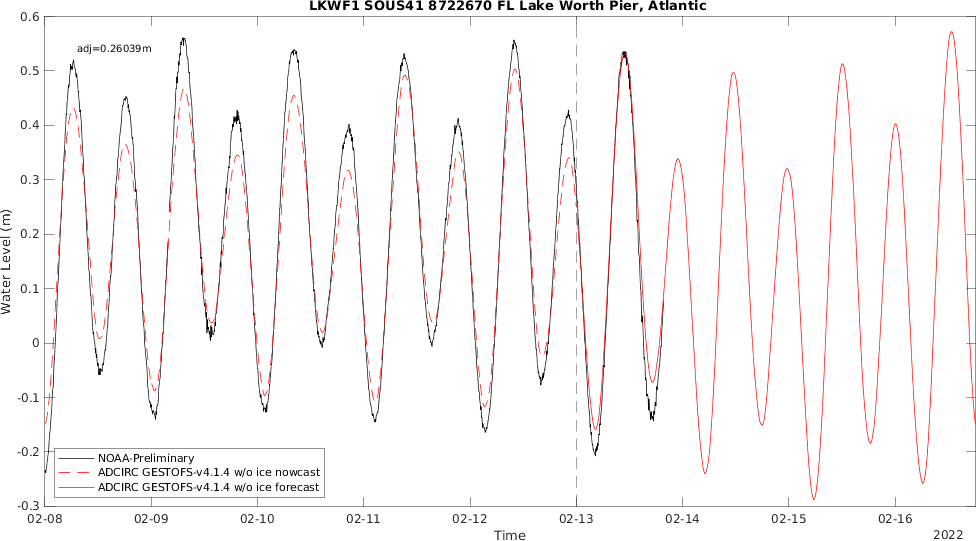 LKWF1 SOUS41 8722670 FL Lake Worth Pier, Atlantic
adj=0.26039m
Water Level (m)
0.6
0.5
0.4
0.3
0.2
0.1
0
-0.1
-0.2
-0.3
NOAA-Preliminary
ADCIRC GESTOFS-v4.1.4 w/o ice nowcast
ADCIRC GESTOFS-v4.1.4 w/o ice forecast
02-08 02-09 02-10 02-11 02-12 02-13 02-14 02-15 02-16
Time
2022